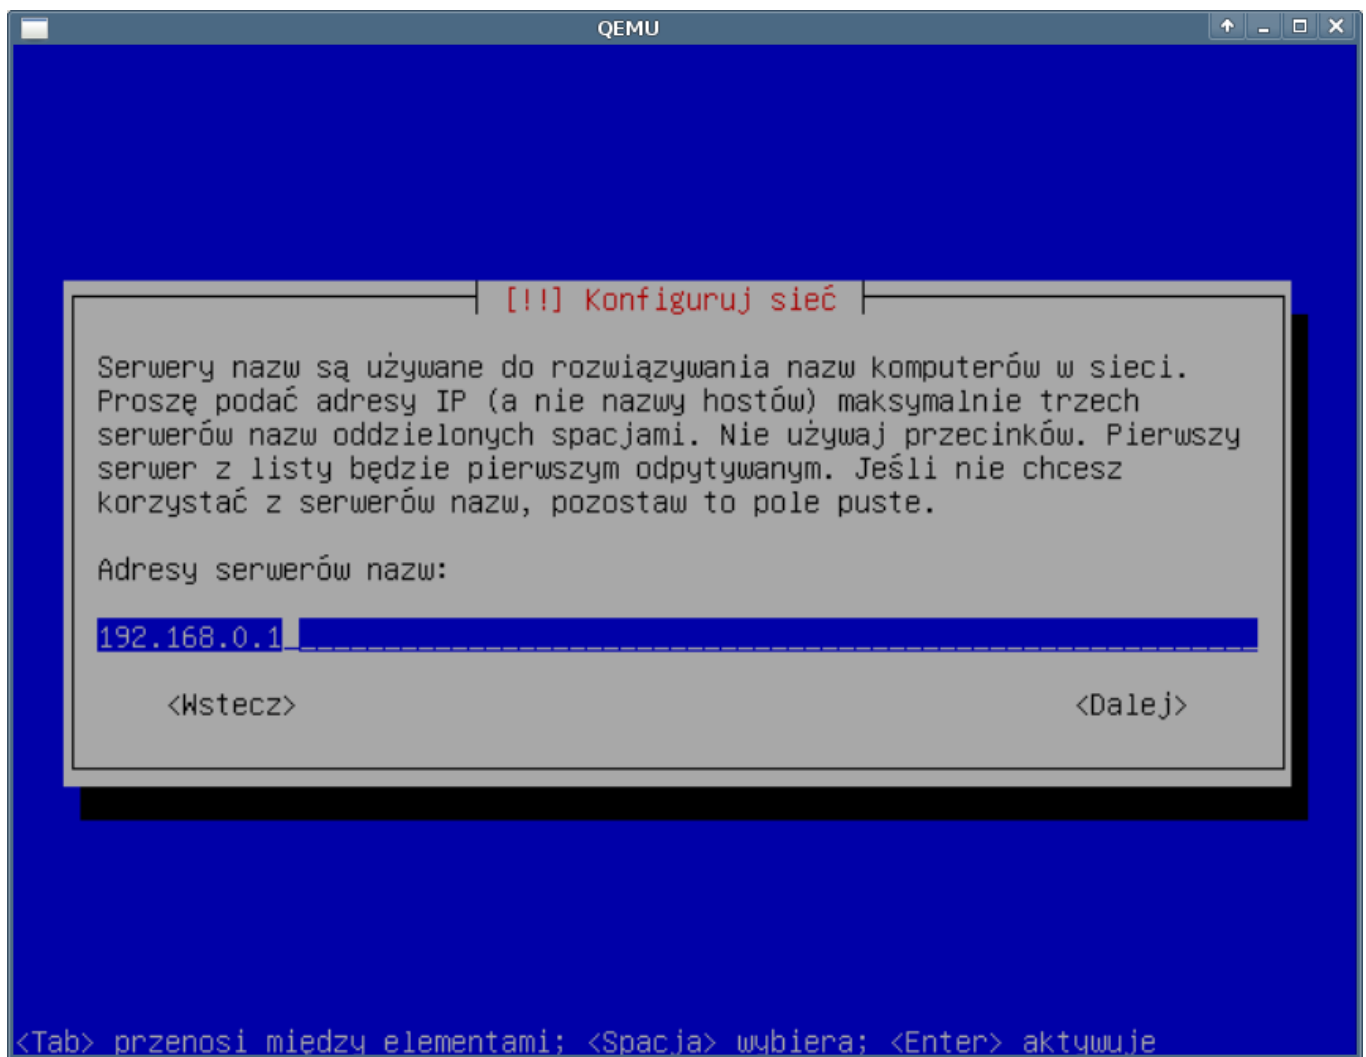 QEMU
[!!] Konfiguruj sieć
Serwery nazw są używane do rozwiązywania nazw komputerów w sieci.
Proszę podać adresy IP (a nie nazwy hostów) maksymalnie trzech
serwerów nazw oddzielonych spacjami. Nie używaj przecinków. Pierwszy
serwer z listy będzie pierwszym odpytywanym. Jeśli nie chcesz
korzystać z serwerów nazw, pozostaw to pole puste.
Adresy serwerów nazw:
192.168.0.1
<Wstecz> <Dalej>
<Tab> przenosi między elementami; <Spacja> wybiera; <Enter> aktywuje